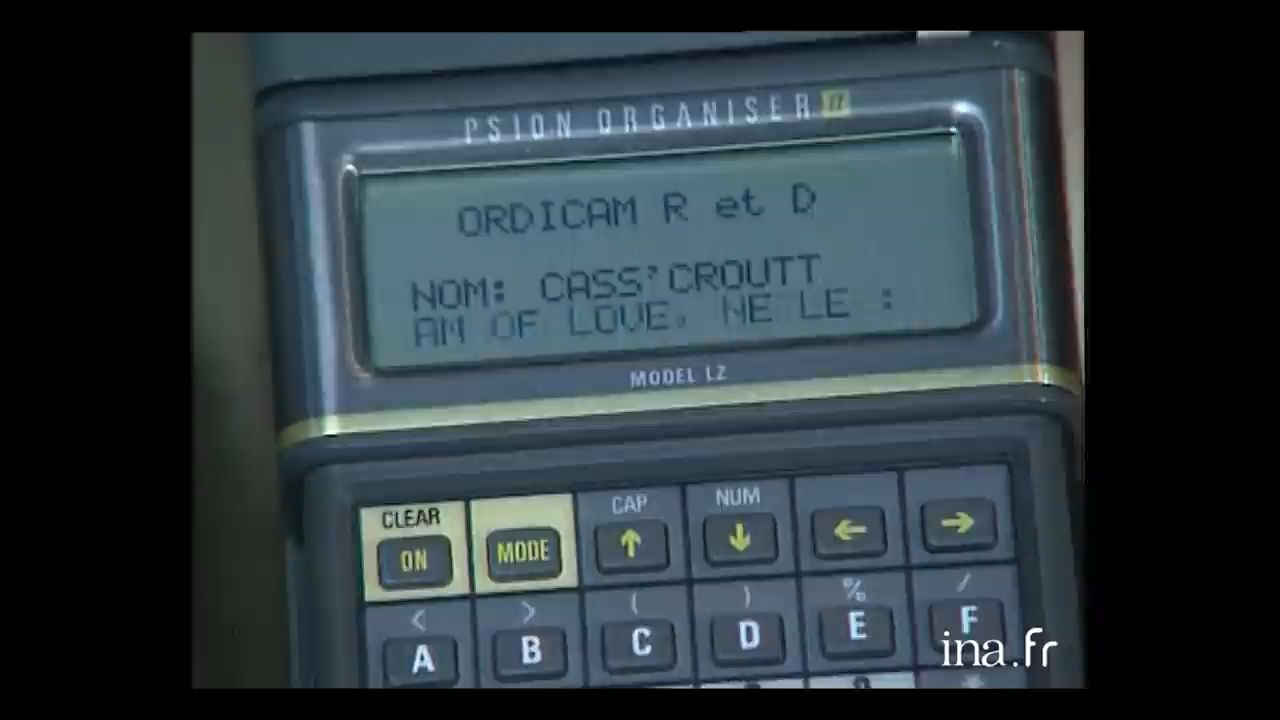 PSION ORGANISER II
ORDICAM R et D
NOM: CASS'CROUTT
AM OF LOVE. NE LE :
MODEL LZ
CLEAR
CAP
NUM
ON
MODE
↑
↓
←
→
<
>
(
)
%
/
A
B
C
D
E
F
ina.fr